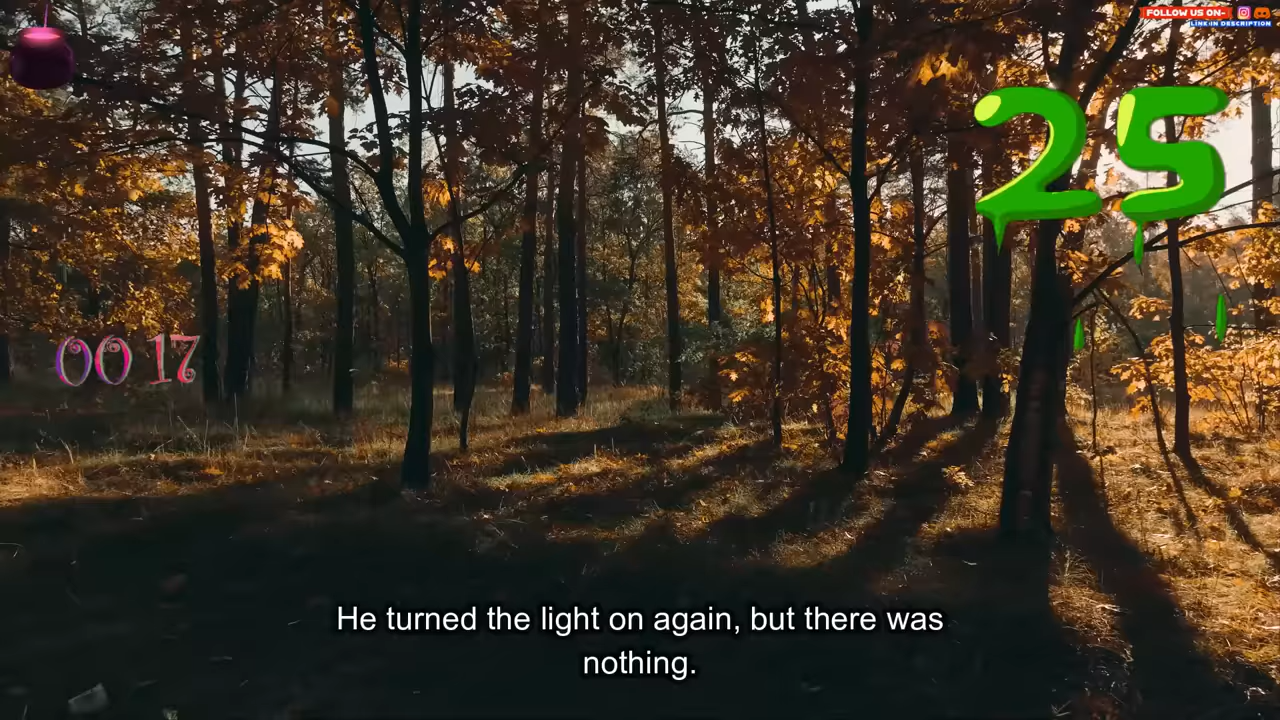 FOLLOW US ON-
LINK IN DESCRIPTION
25
00 17
He turned the light on again, but there was
nothing.